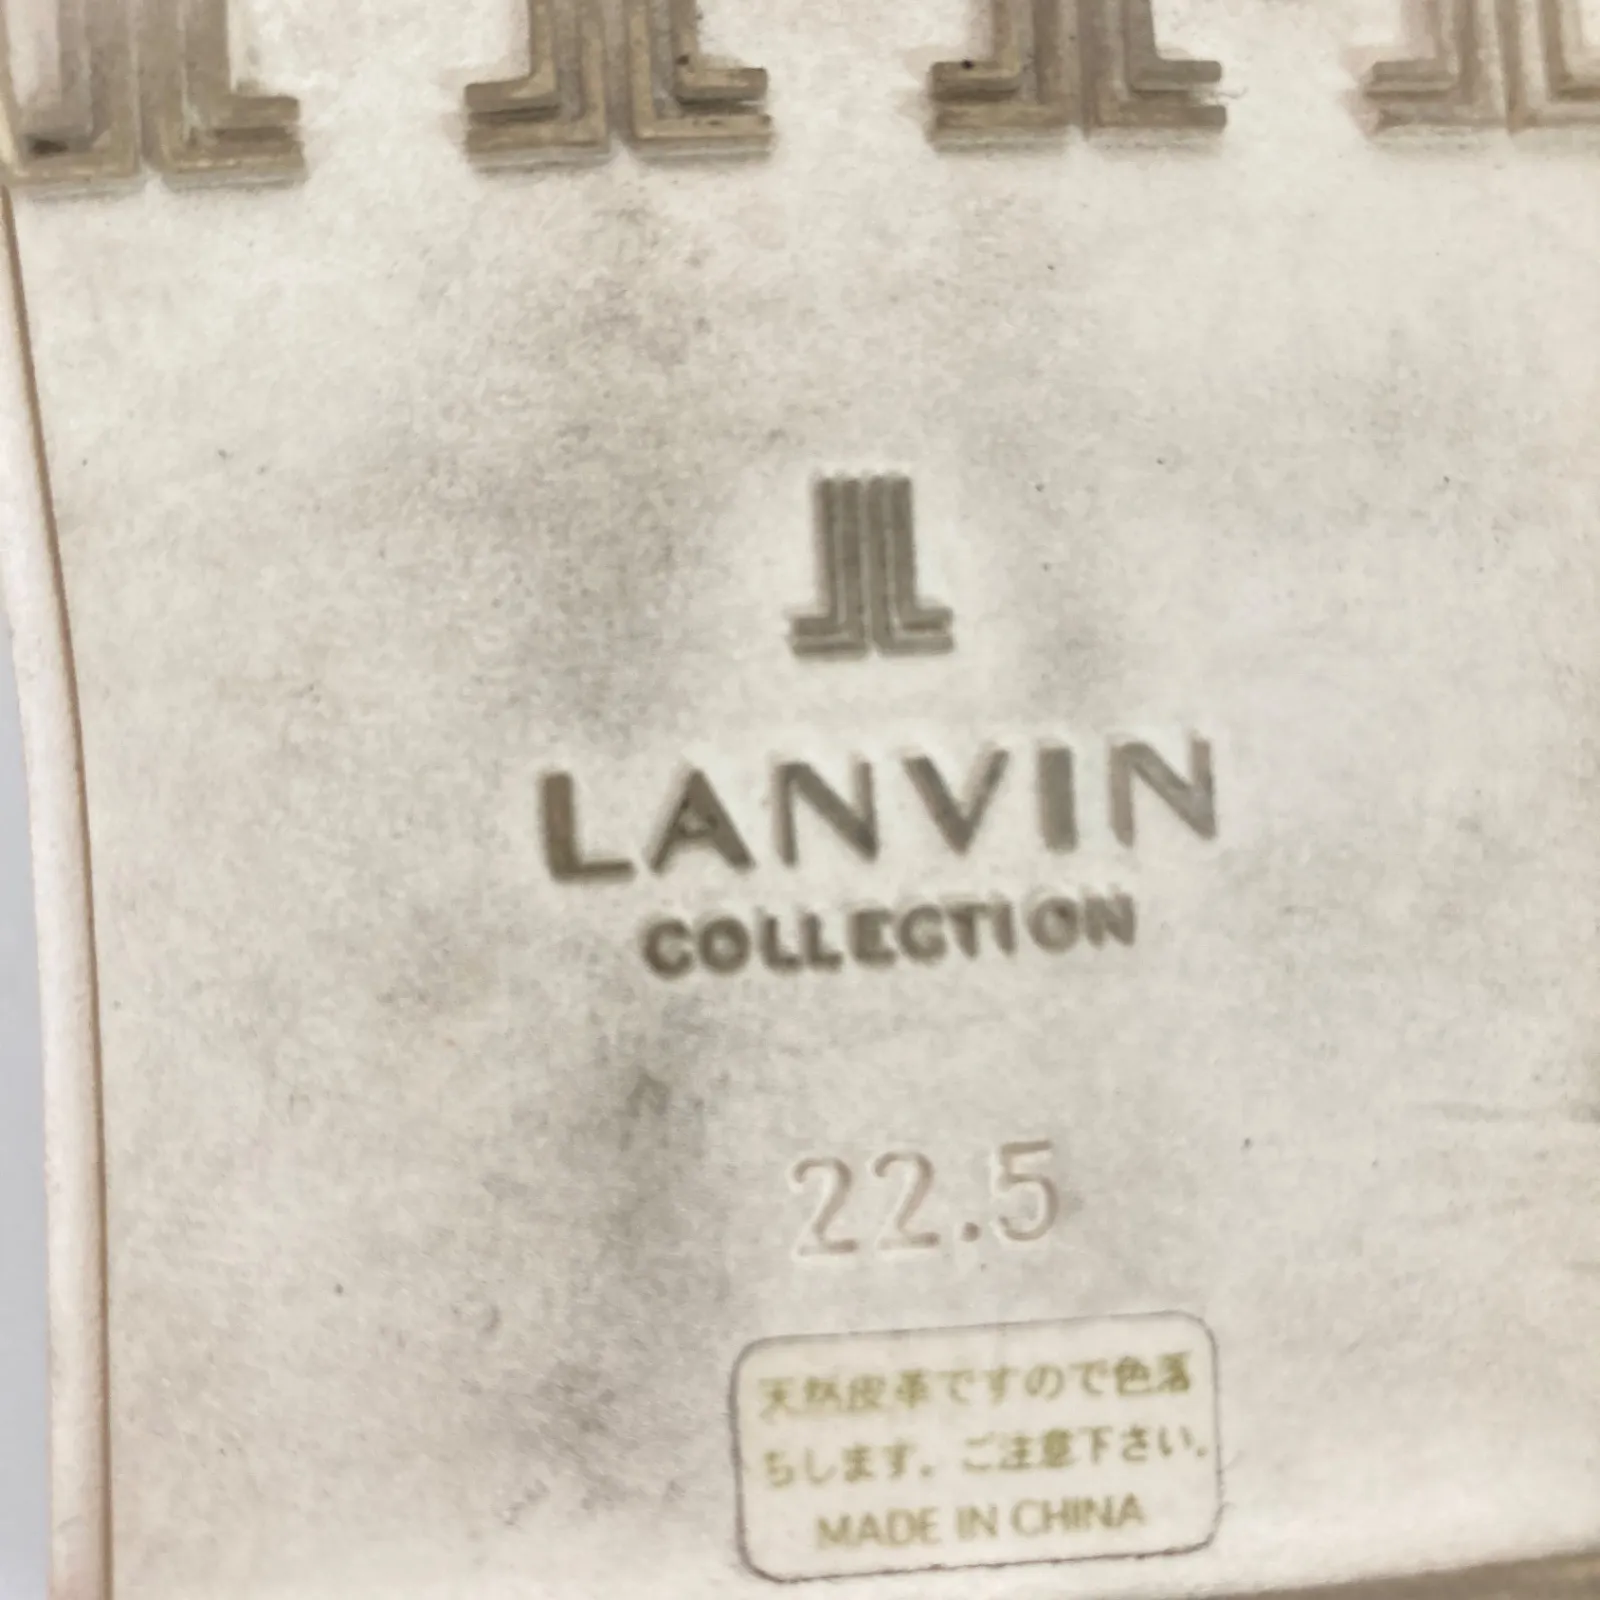 LANVIN
COLLECTION
22.5
天然皮革ですので色落
ちします。ご注意下さい。
MADE IN CHINA